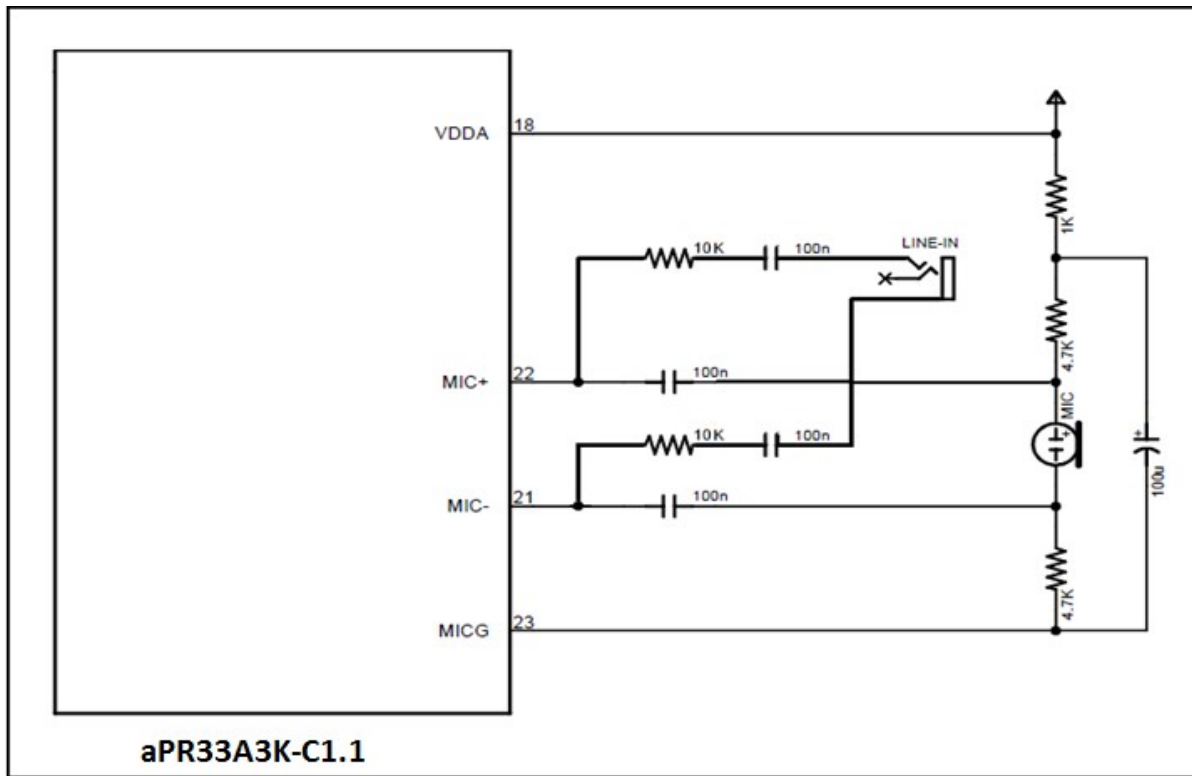 VDDA 18
1K
10K 100n LINE-IN
4.7K
MIC+ 22 100n
MIC
+
10K 100n
+
100u
MIC- 21 100n
4.7K
MICG 23
aPR33A3K-C1.1